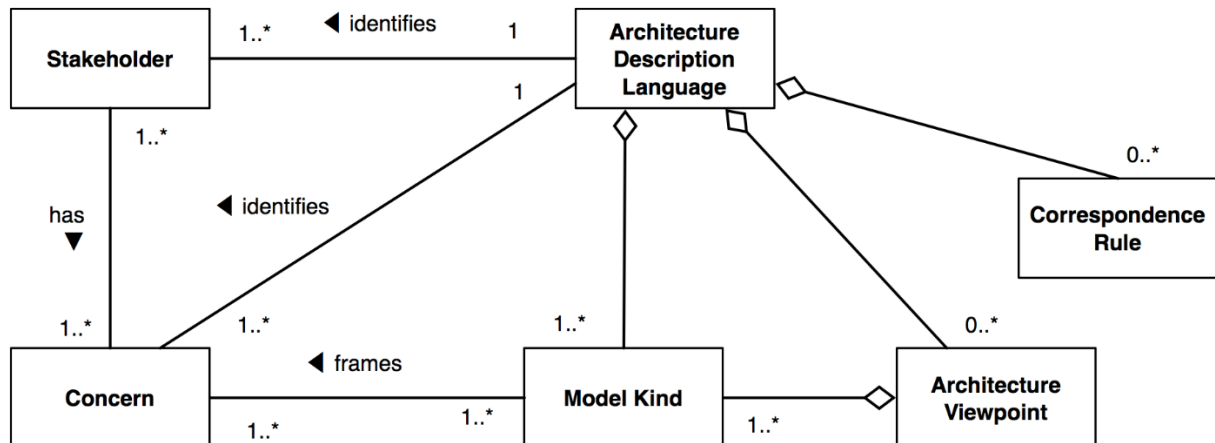 1..*
◀ identifies
1
Architecture
Description
Language
Stakeholder
1
1..*
0..*
◀ identifies
has
▼
Correspondence
Rule
1..*
1..*
1..*
0..*
◀ frames
Concern
Model Kind
Architecture
Viewpoint
1..*
1..*
1..*